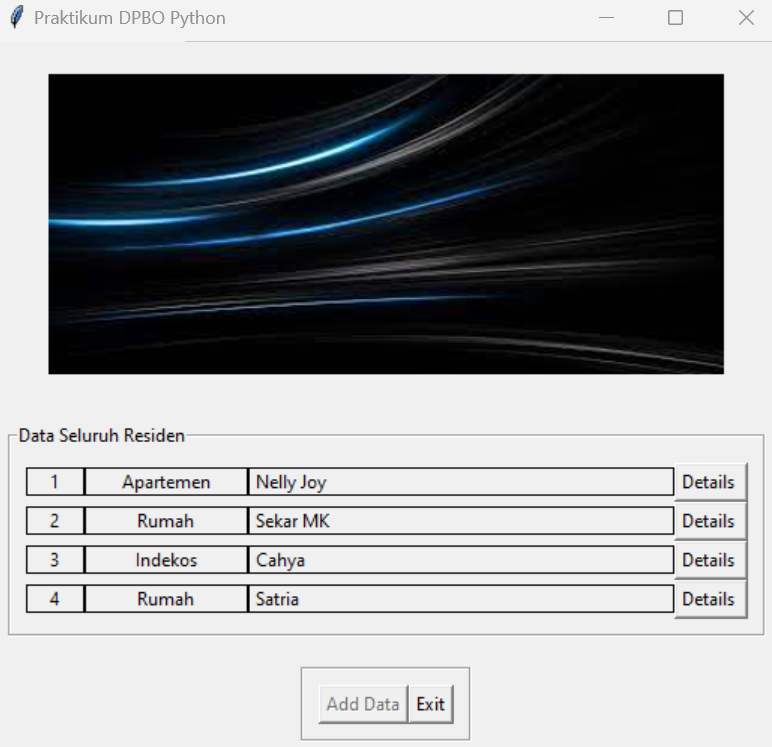 Praktikum DPBO Python
Data Seluruh Residen
1 Apartemen Nelly Joy Details
2 Rumah Sekar MK Details
3 Indekos Cahya Details
4 Rumah Satria Details
Add Data Exit